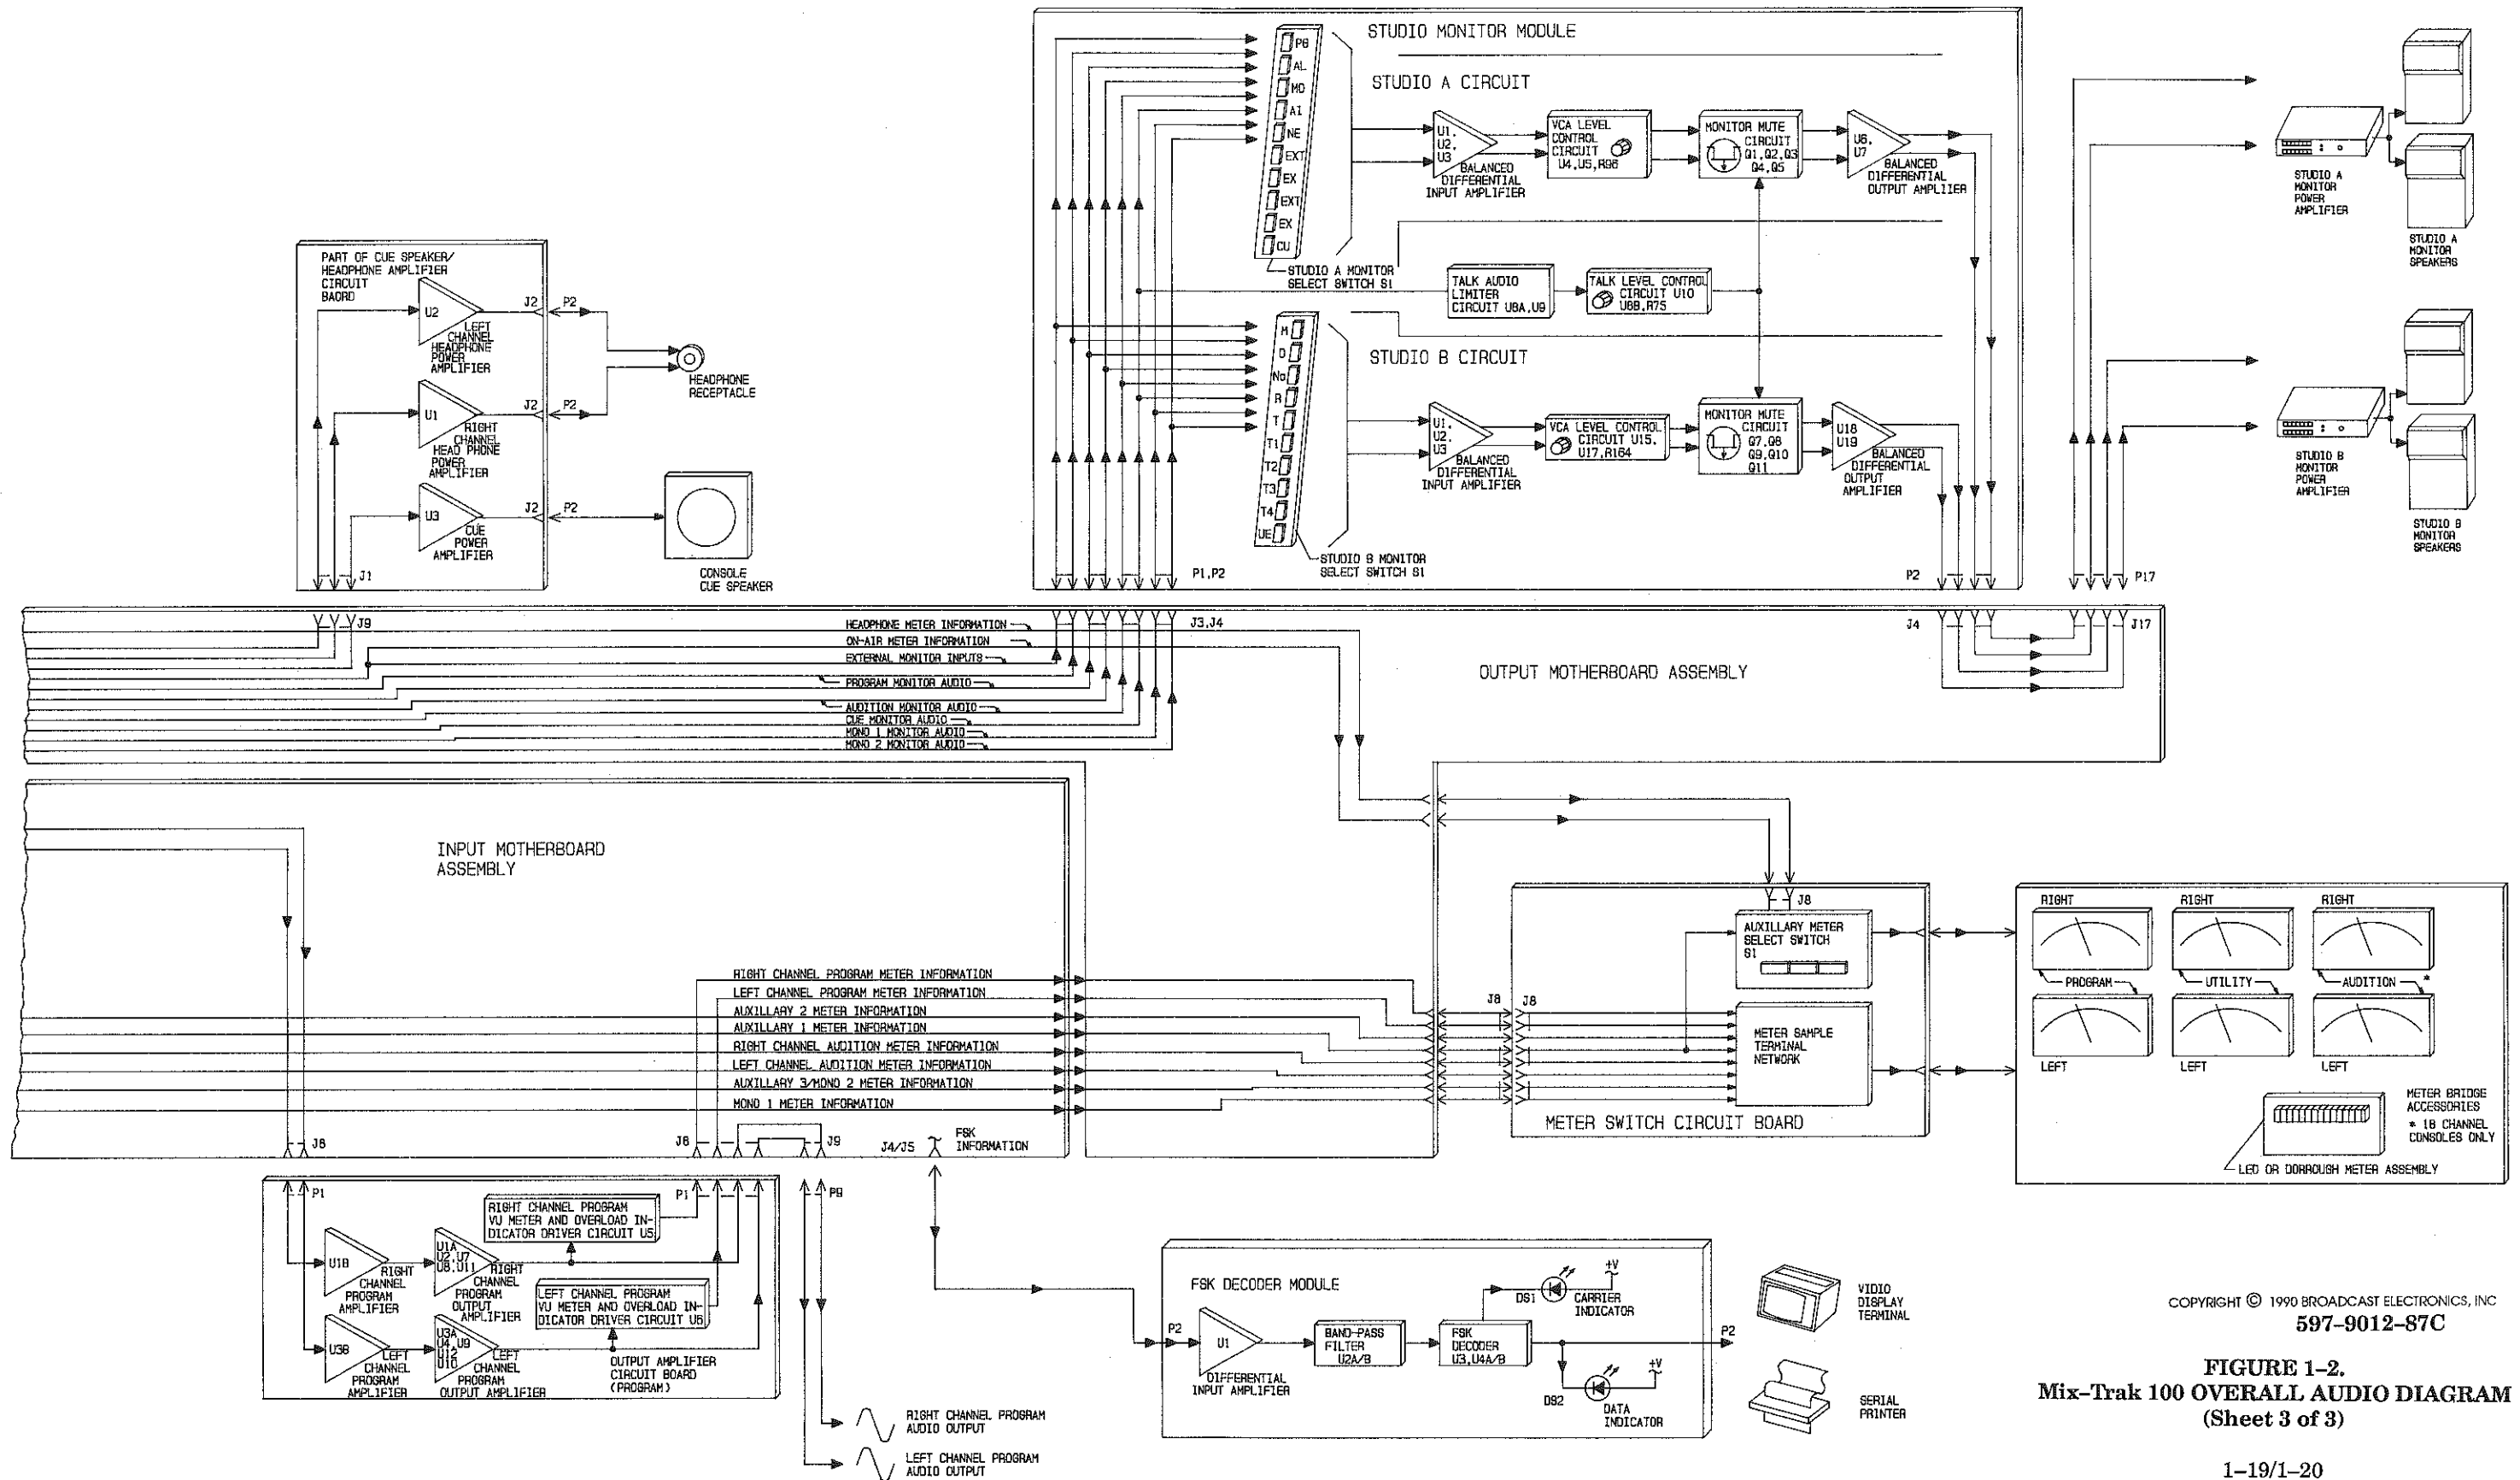 STUDIO MONITOR MODULE
STUDIO A CIRCUIT
PG
AL
MO
AI
NE
EXT
EX
EXT
EX
CU
STUDIO A MONITOR
SELECT SWITCH S1
U1,
U2,
U3
BALANCED
DIFFERENTIAL
INPUT AMPLIFIER
VCA LEVEL
CONTROL
CIRCUIT
U4,U5,R96
MONITOR MUTE
CIRCUIT
Q1,Q2,Q3
Q4,Q5
U6,
U7
BALANCED
DIFFERENTIAL
OUTPUT AMPLIIER
TALK AUDIO
LIMITER
CIRCUIT U8A,U9
TALK LEVEL CONTROL
CIRCUIT U10
U8B,R75
STUDIO B CIRCUIT
M
D
No
R
T
T1
T2
T3
T4
UE
STUDIO B MONITOR
SELECT SWITCH S1
U1,
U2,
U3
BALANCED
DIFFERENTIAL
INPUT AMPLIFIER
VCA LEVEL CONTROL
CIRCUIT U15,
U17,R164
MONITOR MUTE
CIRCUIT
Q7,Q8
Q9,Q10
Q11
U18
U19
BALANCED
DIFFERENTIAL
OUTPUT
AMPLIFIER
P1,P2
P2
P17
STUDIO A
MONITOR
POWER
AMPLIFIER
STUDIO A
MONITOR
SPEAKERS
STUDIO B
MONITOR
POWER
AMPLIFIER
STUDIO B
MONITOR
SPEAKERS
PART OF CUE SPEAKER/
HEADPHONE AMPLIFIER
CIRCUIT
BAORD
U2
LEFT
CHANNEL
HEADPHONE
POWER
AMPLIFIER
J2
P2
U1
RIGHT
CHANNEL
HEAD PHONE
POWER
AMPLIFIER
J2
P2
HEADPHONE
RECEPTACLE
U3
CUE
POWER
AMPLIFIER
J2
P2
J1
CONSOLE
CUE SPEAKER
J9
HEADPHONE METER INFORMATION
ON-AIR METER INFORMATION
EXTERNAL MONITOR INPUTS
PROGRAM MONITOR AUDIO
AUDITION MONITOR AUDIO
CUE MONITOR AUDIO
MONO 1 MONITOR AUDIO
MONO 2 MONITOR AUDIO
J3,J4
OUTPUT MOTHERBOARD ASSEMBLY
J4
J17
INPUT MOTHERBOARD
ASSEMBLY
RIGHT CHANNEL PROGRAM METER INFORMATION
LEFT CHANNEL PROGRAM METER INFORMATION
AUXILLARY 2 METER INFORMATION
AUXILLARY 1 METER INFORMATION
RIGHT CHANNEL AUDITION METER INFORMATION
LEFT CHANNEL AUDITION METER INFORMATION
AUXILLARY 3/MONO 2 METER INFORMATION
MONO 1 METER INFORMATION
J8
J8
J9
J4/J5
FSK
INFORMATION
J8
J8
J8
AUXILLARY METER
SELECT SWITCH
S1
METER SAMPLE
TERMINAL
NETWORK
METER SWITCH CIRCUIT BOARD
RIGHT
RIGHT
RIGHT
PROGRAM
UTILITY
AUDITION
*
LEFT
LEFT
LEFT
METER BRIDGE
ACCESSORIES
* 18 CHANNEL
CONSOLES ONLY
LED OR DORROUGH METER ASSEMBLY
P1
P1
P9
RIGHT CHANNEL PROGRAM
VU METER AND OVERLOAD IN-
DICATOR DRIVER CIRCUIT U5
U1B
RIGHT
CHANNEL
PROGRAM
AMPLIFIER
U1A
U2,U7
U8,U11
RIGHT
CHANNEL
PROGRAM
OUTPUT
AMPLIFIER
LEFT CHANNEL PROGRAM
VU METER AND OVERLOAD IN-
DICATOR DRIVER CIRCUIT U6
U3B
LEFT
CHANNEL
PROGRAM
AMPLIFIER
U3A
U4,U9
U12
U10
LEFT
CHANNEL
PROGRAM
OUTPUT AMPLIFIER
OUTPUT AMPLIFIER
CIRCUIT BOARD
(PROGRAM)
RIGHT CHANNEL PROGRAM
AUDIO OUTPUT
LEFT CHANNEL PROGRAM
AUDIO OUTPUT
FSK DECODER MODULE
P2
U1
DIFFERENTIAL
INPUT AMPLIFIER
BAND-PASS
FILTER
U2A/B
FSK
DECODER
U3,U4A/B
DS1
+V
CARRIER
INDICATOR
P2
DS2
+V
DATA
INDICATOR
VIDIO
DISPLAY
TERMINAL
SERIAL
PRINTER
COPYRIGHT © 1990 BROADCAST ELECTRONICS, INC
597-9012-87C
FIGURE 1-2.
Mix-Trak 100 OVERALL AUDIO DIAGRAM
(Sheet 3 of 3)
1-19/1-20